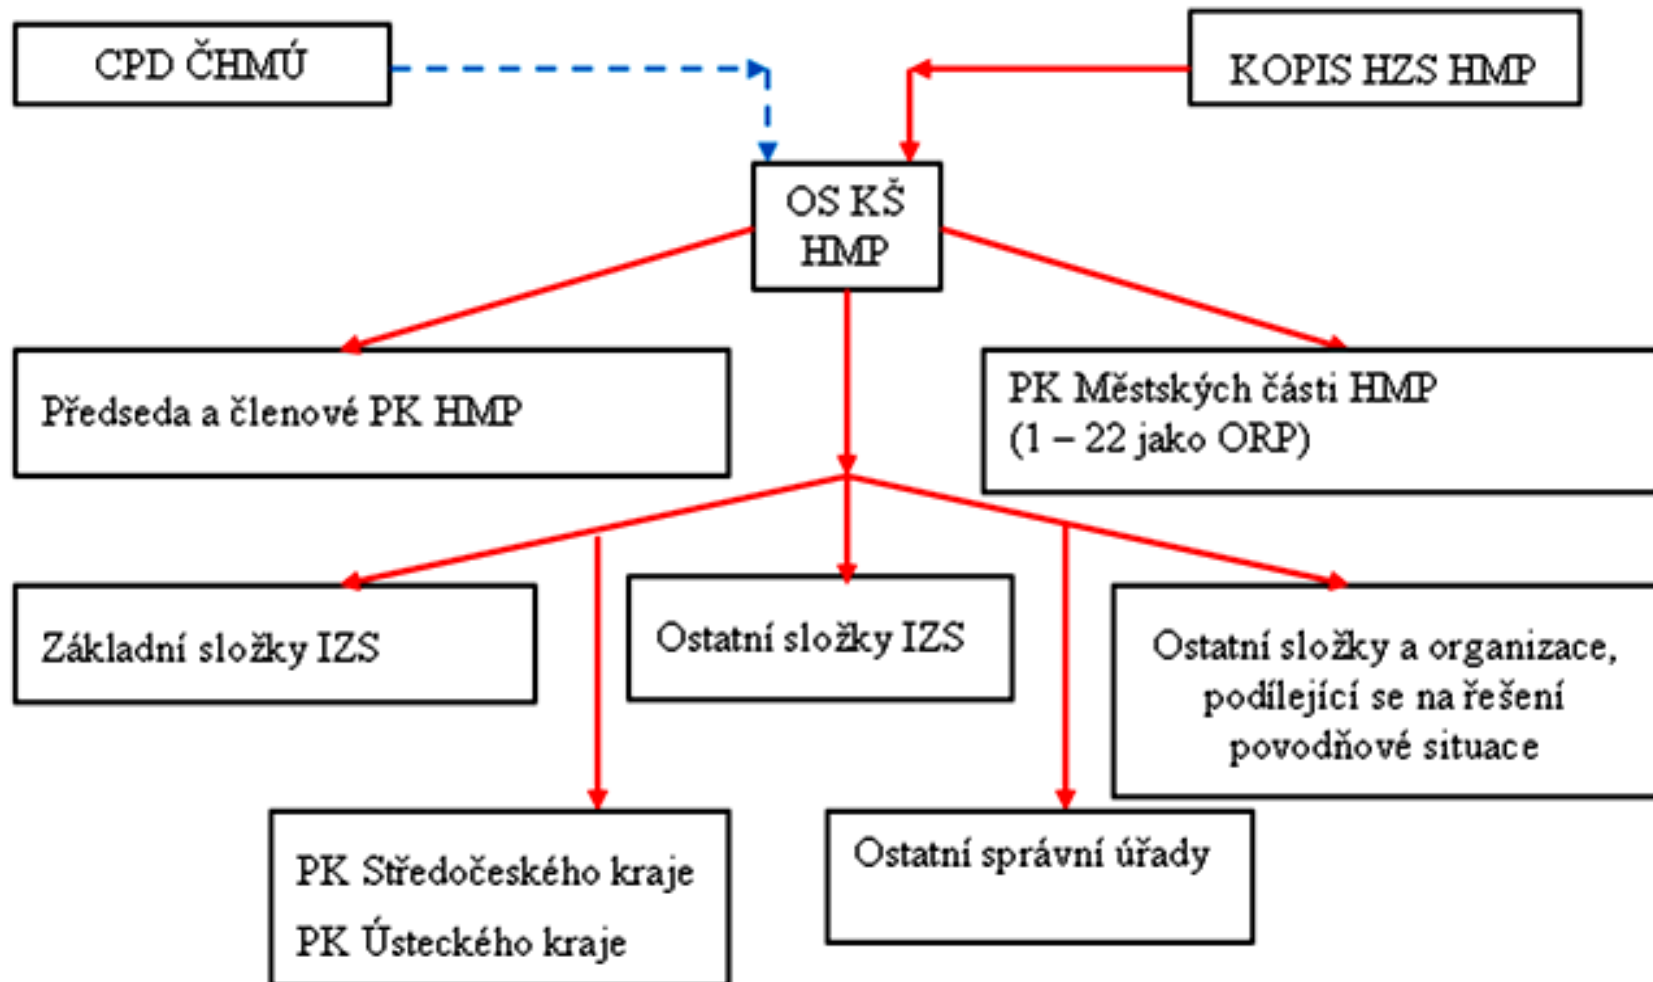 CPD ČHMÚ
KOPIS HZS HMP
OS KŠ
HMP
Předseda a členové PK HMP
PK Městských části HMP
(1 – 22 jako ORP)
Základní složky IZS
Ostatní složky IZS
Ostatní složky a organizace,
podílející se na řešení
povodňové situace
PK Středočeského kraje
PK Ústeckého kraje
Ostatní správní úřady